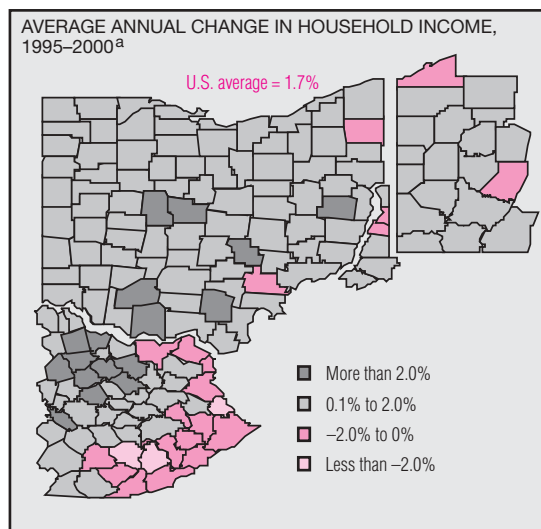 AVERAGE ANNUAL CHANGE IN HOUSEHOLD INCOME,
1995–2000a
U.S. average = 1.7%
More than 2.0%
0.1% to 2.0%
–2.0% to 0%
Less than –2.0%